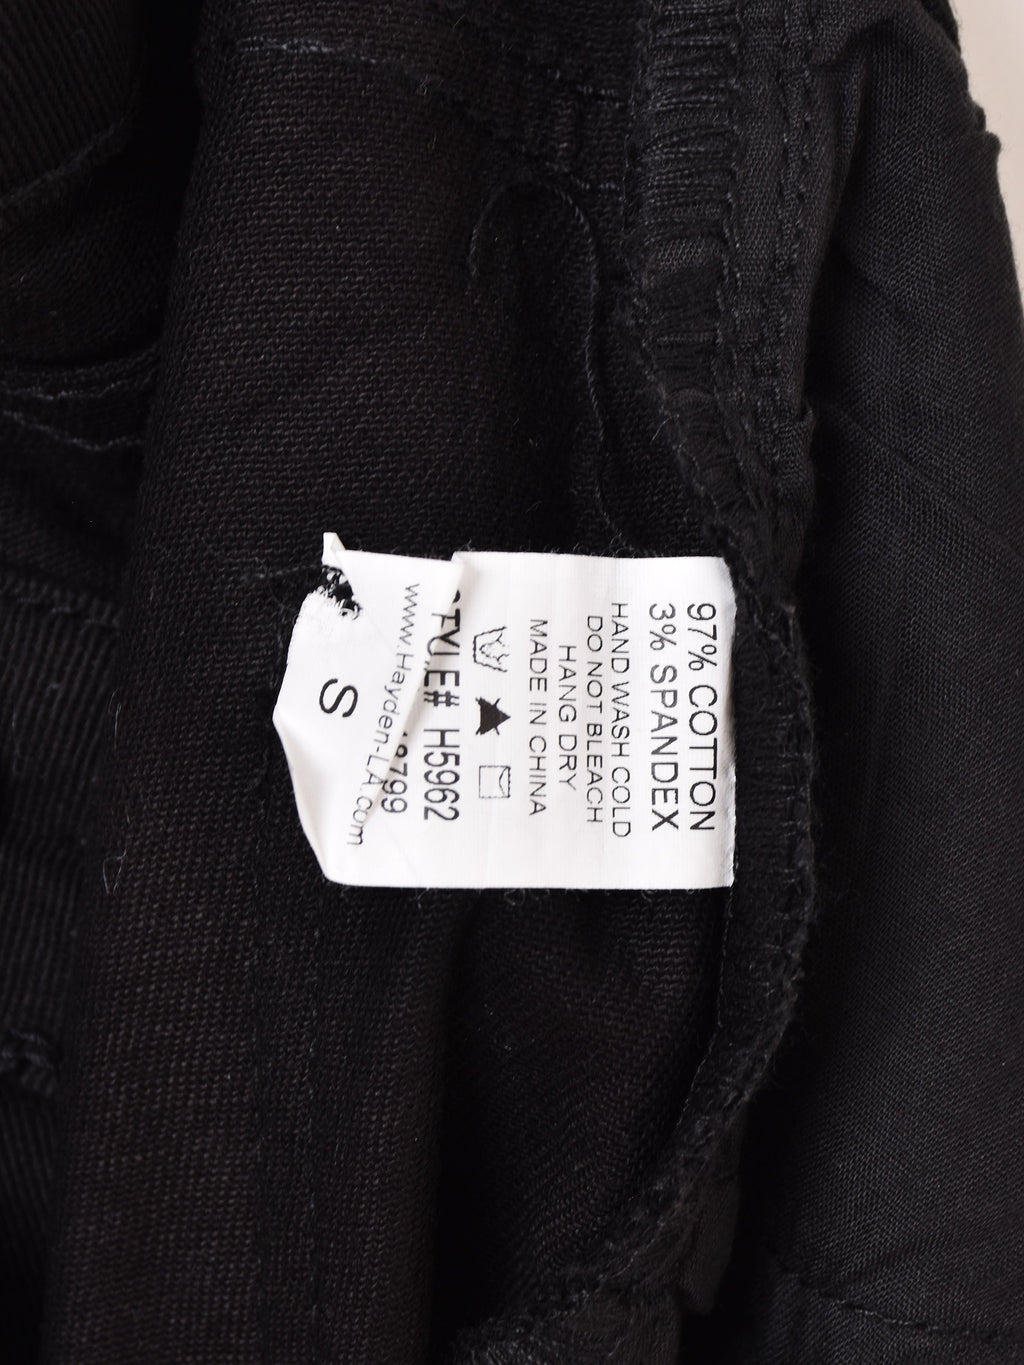 97% COTTON
3% SPANDEX
HAND WASH COLD
DO NOT BLEACH
HANG DRY
MADE IN CHINA
STYLE# H5962
www.Hayden-LA.com
S